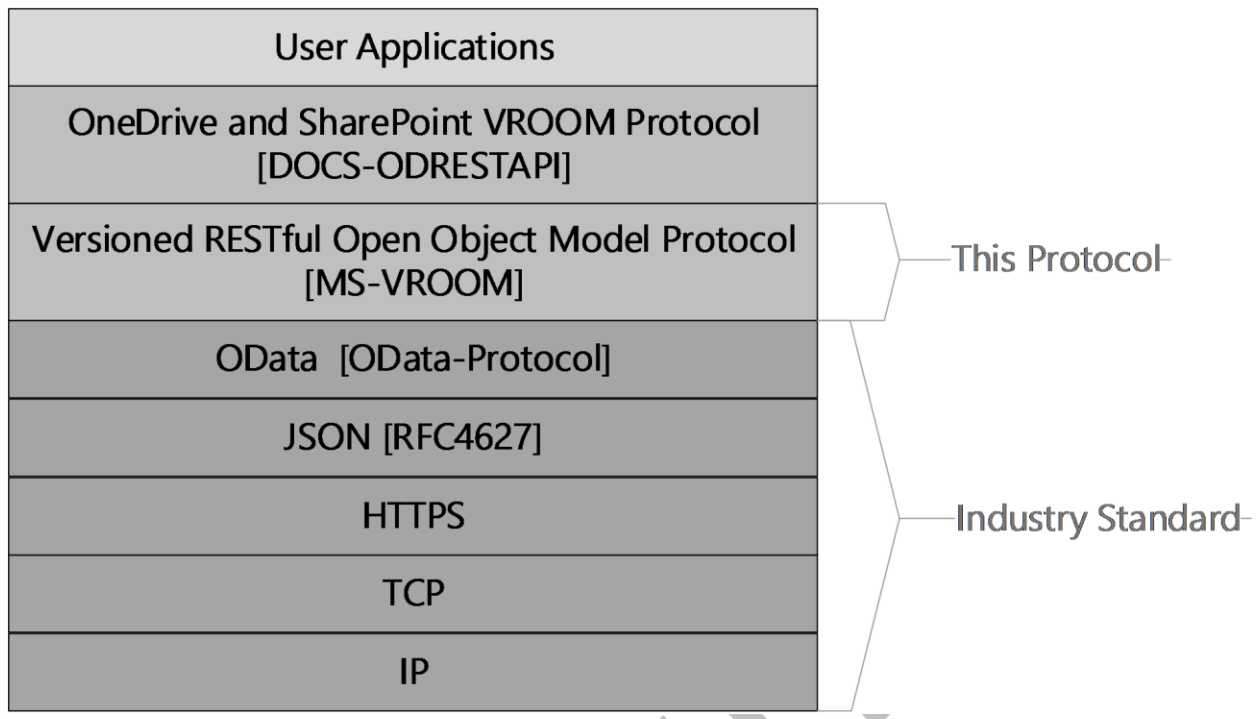 User Applications
OneDrive and SharePoint VROOM Protocol
[DOCS-ODRESTAPI]
Versioned RESTful Open Object Model Protocol
[MS-VROOM]
This Protocol
OData [OData-Protocol]
JSON [RFC4627]
HTTPS
Industry Standard
TCP
IP